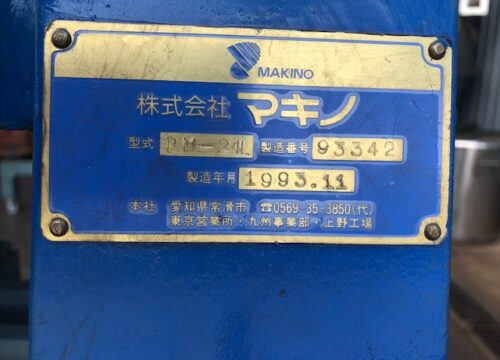 MAKINO
株式会社 マキノ
型式 DM-24L 製造番号 93342
製造年月 1993.11
本社 愛知県常滑市 ☎0569-35-3850(代)
東京営業所・九州事業部・上野工場